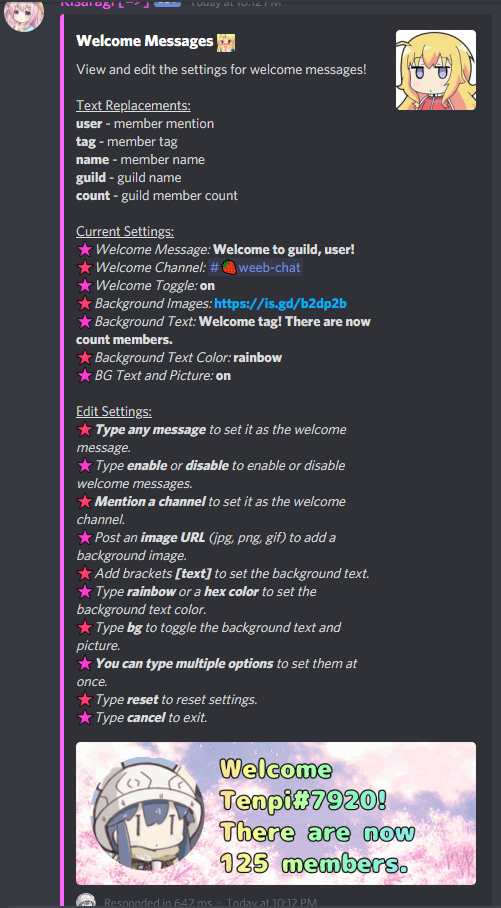 Kisaragi [=>]
Today at 10:12 PM
Welcome Messages
View and edit the settings for welcome messages!
Text Replacements:
user - member mention
tag - member tag
name - member name
guild - guild name
count - guild member count
Current Settings:
Welcome Message: Welcome to guild, user!
Welcome Channel: #🍓weeb-chat
Welcome Toggle: on
Background Images: https://is.gd/b2dp2b
Background Text: Welcome tag! There are now
count members.
Background Text Color: rainbow
BG Text and Picture: on
Edit Settings:
Type any message to set it as the welcome
message.
Type enable or disable to enable or disable
welcome messages.
Mention a channel to set it as the welcome
channel.
Post an image URL (jpg, png, gif) to add a
background image.
Add brackets [text] to set the background text.
Type rainbow or a hex color to set the
background text color.
Type bg to toggle the background text and
picture.
You can type multiple options to set them at
once.
Type reset to reset settings.
Type cancel to exit.
Welcome
Tenpi#7920!
There are now
125 members.
Responded in 642 ms • Today at 10:12 PM